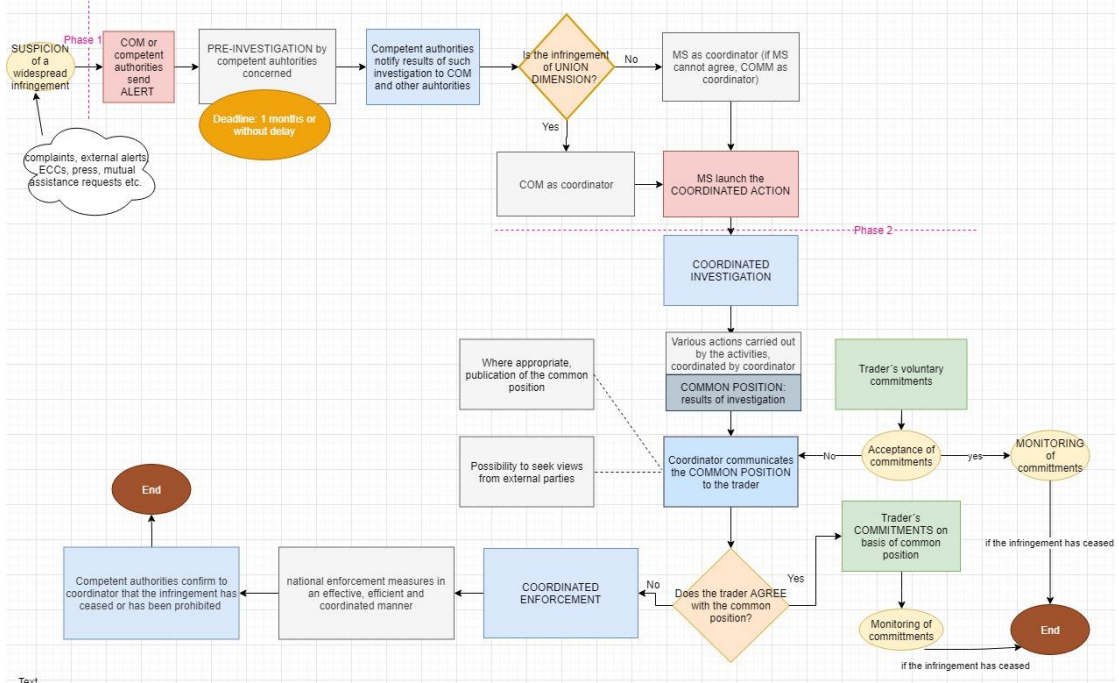 SUSPICION
of a
widespread
infringement
Phase 1
COM or
competent
authorities
send
ALERT
PRE-INVESTIGATION by
competent auhtorities
concerned
Deadline: 1 months or
without delay
Competent authorities
notify results of such
investigation to COM
and other auhtorities
Is the infringement
of UNION
DIMENSION?
No
Yes
MS as coordinator (if MS
cannot agree, COMM as
coordinator)
complaints, external alerts,
ECCs, press, mutual
assistance requests etc.
COM as coordinator
MS launch the
COORDINATED ACTION
Phase 2
COORDINATED
INVESTIGATION
Various actions carried out
by the activities,
coordinated by coordinator
COMMON POSITION:
results of investigation
Where appropriate,
publication of the common
position
Possibility to seek views
from external parties
Coordinator communicates
the COMMON POSITION
to the trader
Trader´s voluntary
commitments
Acceptance of
commitments
No
yes
MONITORING
of
committments
if the infringement has ceased
Trader´s
COMMITMENTS on
basis of common
position
Monitoring of
committments
if the infringement has ceased
End
Does the trader AGREE
with the common
position?
Yes
No
COORDINATED
ENFORCEMENT
national enforcement measures in
an effective, efficient and
coordinated manner
Competent authorities confirm to
coordinator that the infringement has
ceased or has been prohibited
End
Text